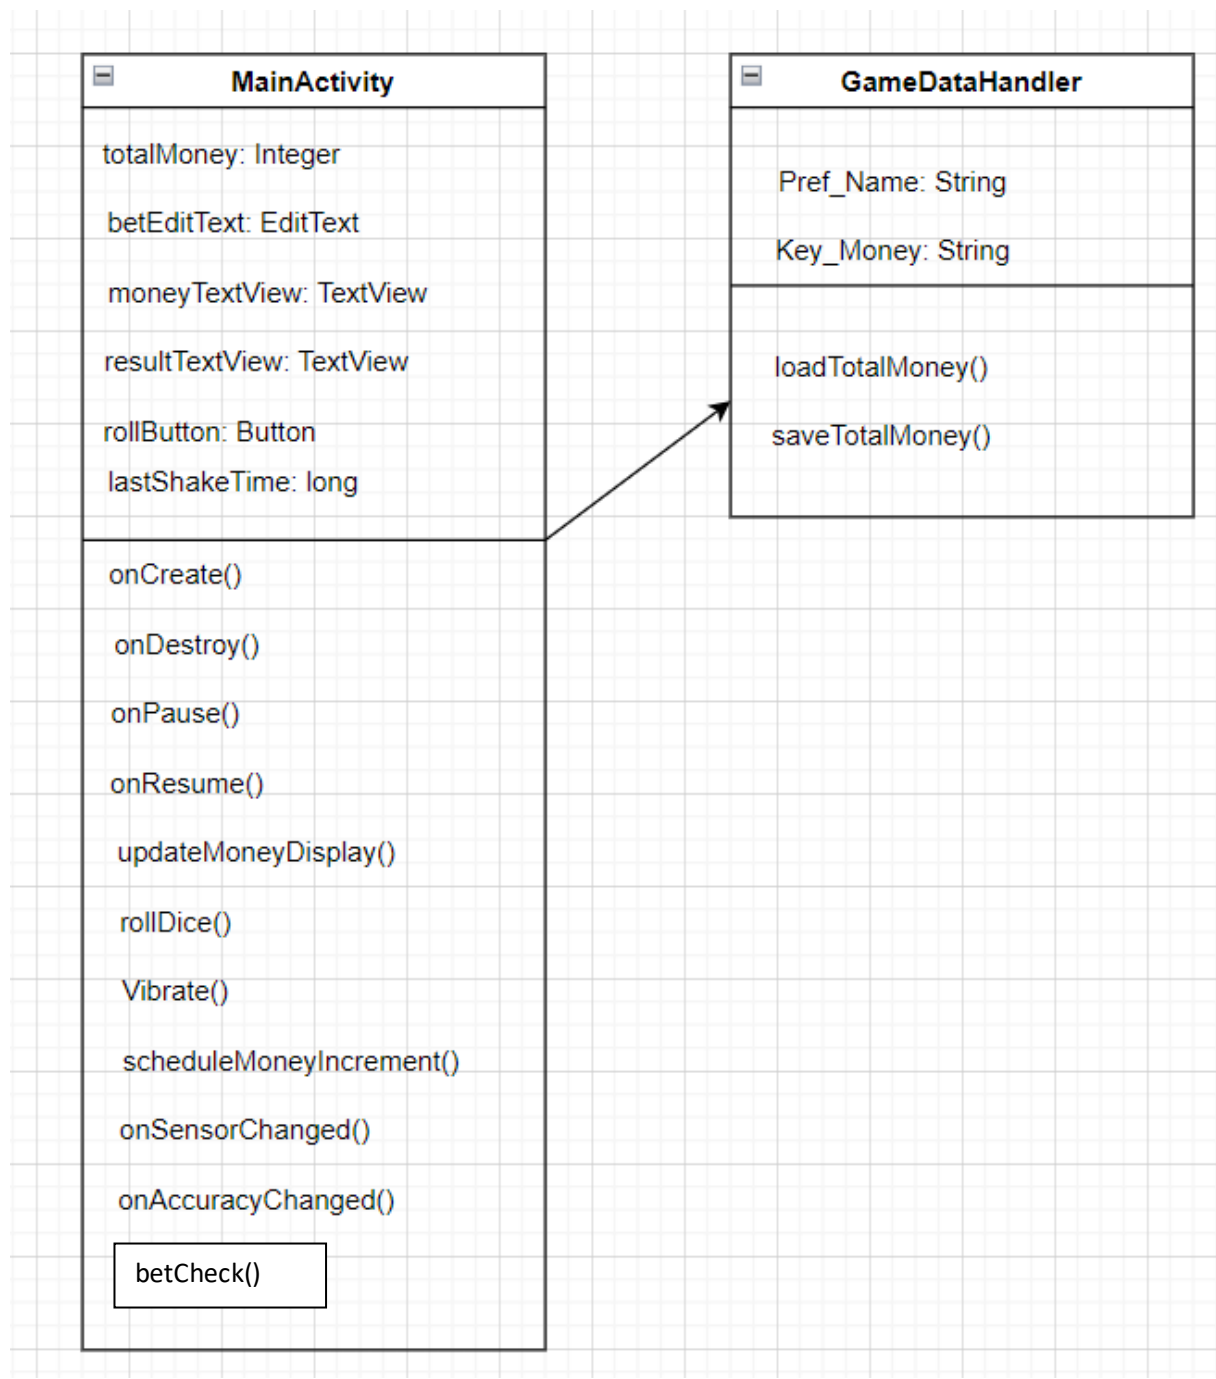 MainActivity
totalMoney: Integer
betEditText: EditText
moneyTextView: TextView
resultTextView: TextView
rollButton: Button
lastShakeTime: long
onCreate()
onDestroy()
onPause()
onResume()
updateMoneyDisplay()
rollDice()
Vibrate()
scheduleMoneyIncrement()
onSensorChanged()
onAccuracyChanged()
betCheck()
GameDataHandler
Pref_Name: String
Key_Money: String
loadTotalMoney()
saveTotalMoney()